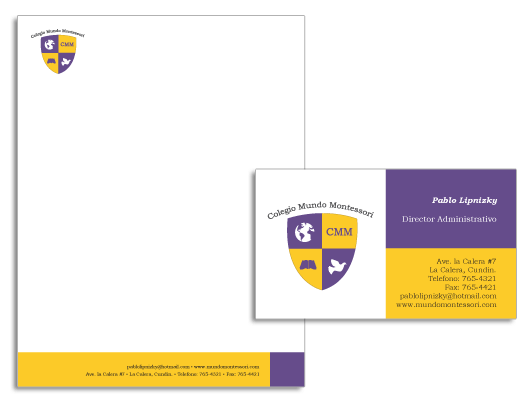 Colegio Mundo Montessori
CMM
Colegio Mundo Montessori
CMM
Pablo Lipnizky
Director Administrativo
Ave. la Calera #7
La Calera, Cundin.
Telefono: 765-4321
Fax: 765-4421
pablolipnizky@hotmail.com
www.mundomontessori.com
pablolipnizky@hotmail.com • www.mundomontessori.com
Ave. la Calera #7 • La Calera, Cundin. • Telefono: 765-4321 • Fax: 765-4421